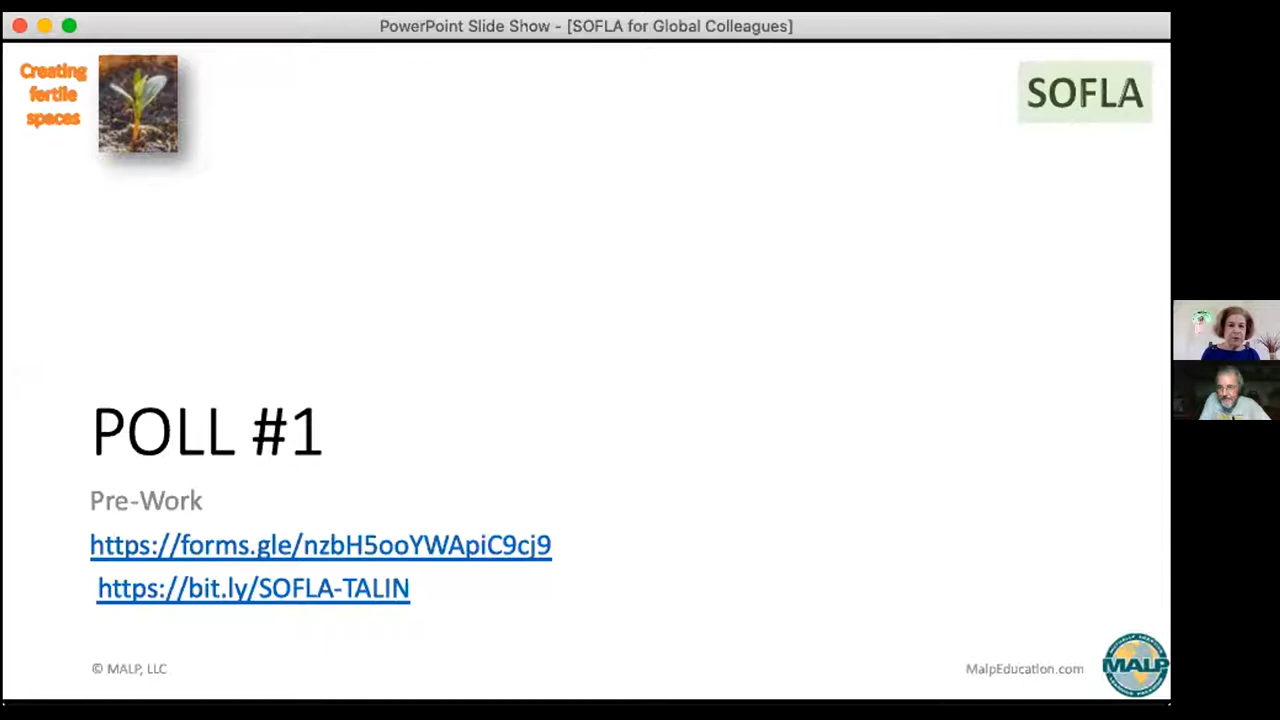 PowerPoint Slide Show - [SOFLA for Global Colleagues]
Creating
fertile
spaces
SOFLA
POLL #1
Pre-Work
https://forms.gle/nzbH5ooYWApiC9cj9
https://bit.ly/SOFLA-TALIN
© MALP, LLC
MalpEducation.com
MALP